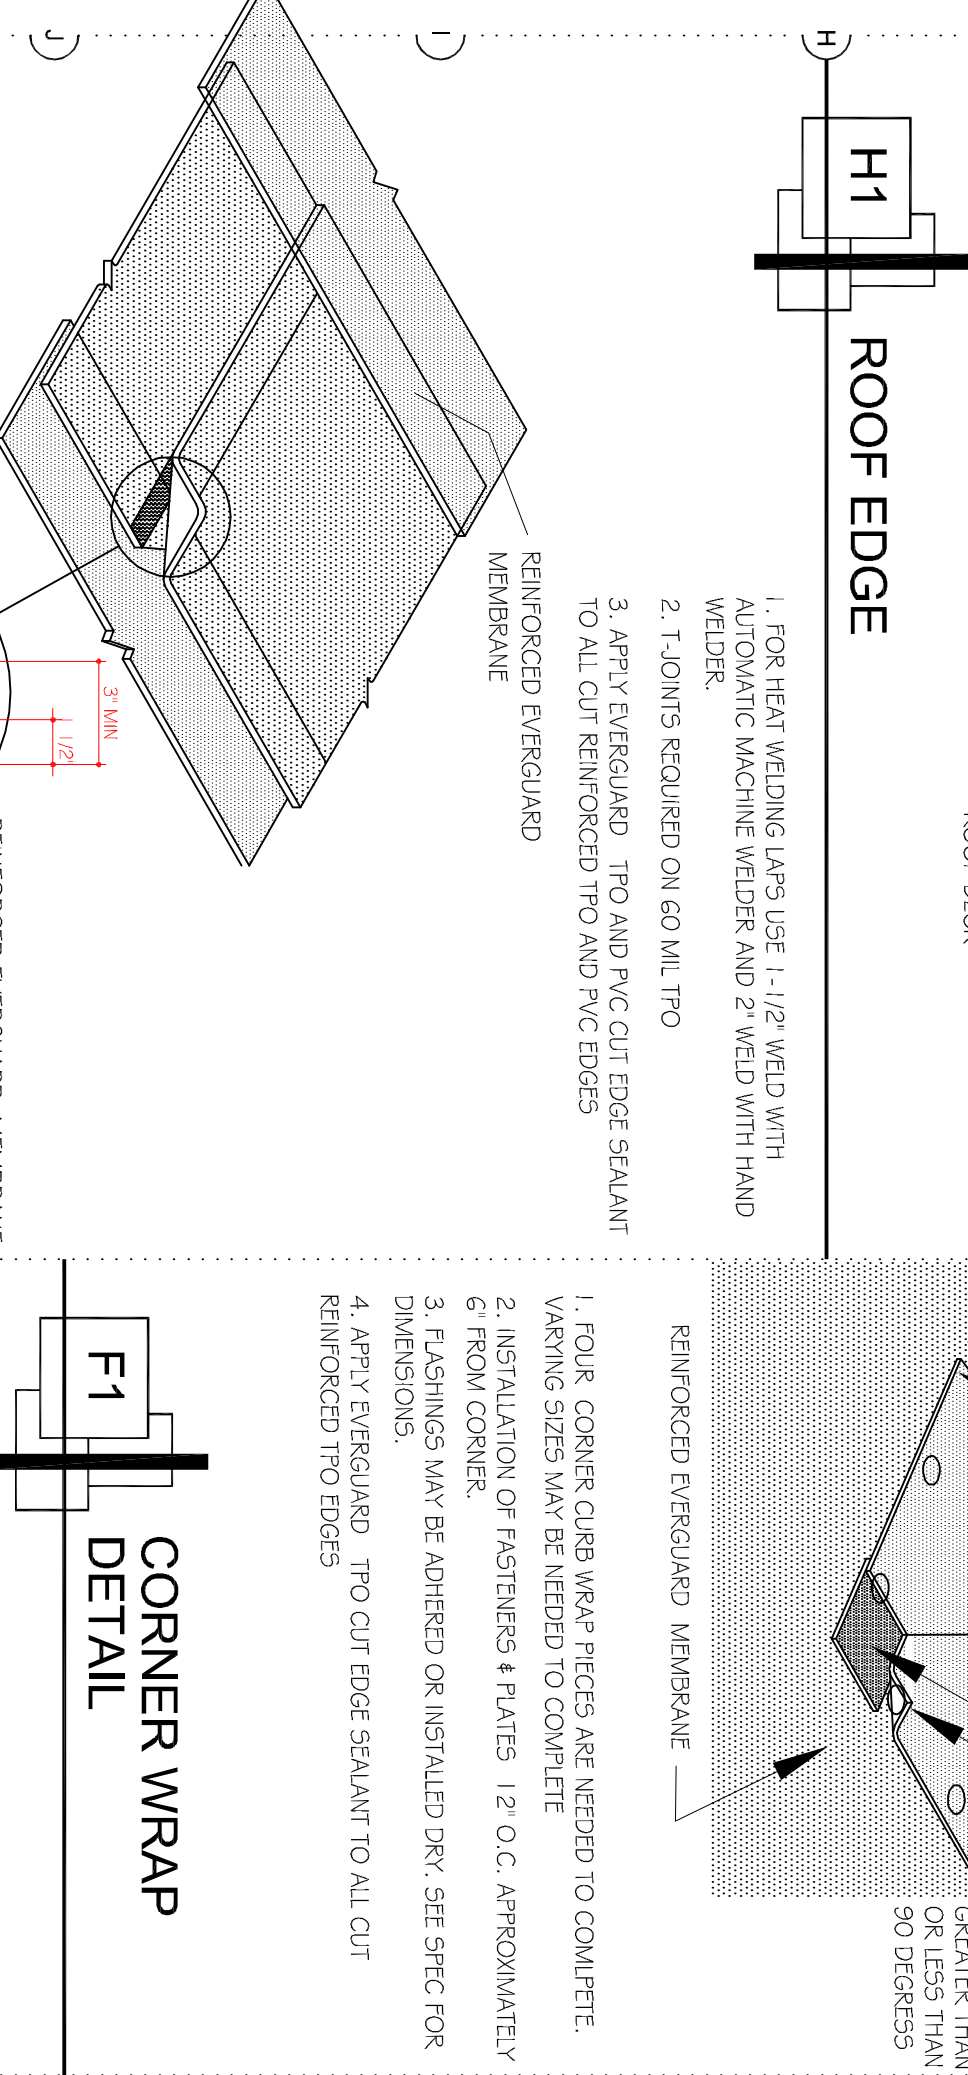 J
I
H
H1
ROOF EDGE
1. FOR HEAT WELDING LAPS USE 1-1/2" WELD WITH
AUTOMATIC MACHINE WELDER AND 2" WELD WITH HAND
WELDER.
2. T-JOINTS REQUIRED ON 60 MIL TPO
3. APPLY EVERGUARD TPO AND PVC CUT EDGE SEALANT
TO ALL CUT REINFORCED TPO AND PVC EDGES
REINFORCED EVERGUARD
MEMBRANE
3" MIN
1/2"
REINFORCED EVERGUARD MEMBRANE
GREATER THAN
OR LESS THAN
90 DEGRESS
REINFORCED EVERGUARD MEMBRANE
1. FOUR CORNER CURB WRAP PIECES ARE NEEDED TO COMLPETE.
VARYING SIZES MAY BE NEEDED TO COMPLETE
2. INSTALLATION OF FASTENERS & PLATES 12" O.C. APPROXIMATELY
6" FROM CORNER.
3. FLASHINGS MAY BE ADHERED OR INSTALLED DRY. SEE SPEC FOR
DIMENSIONS.
4. APPLY EVERGUARD TPO CUT EDGE SEALANT TO ALL CUT
REINFORCED TPO EDGES
F1
CORNER WRAP
DETAIL